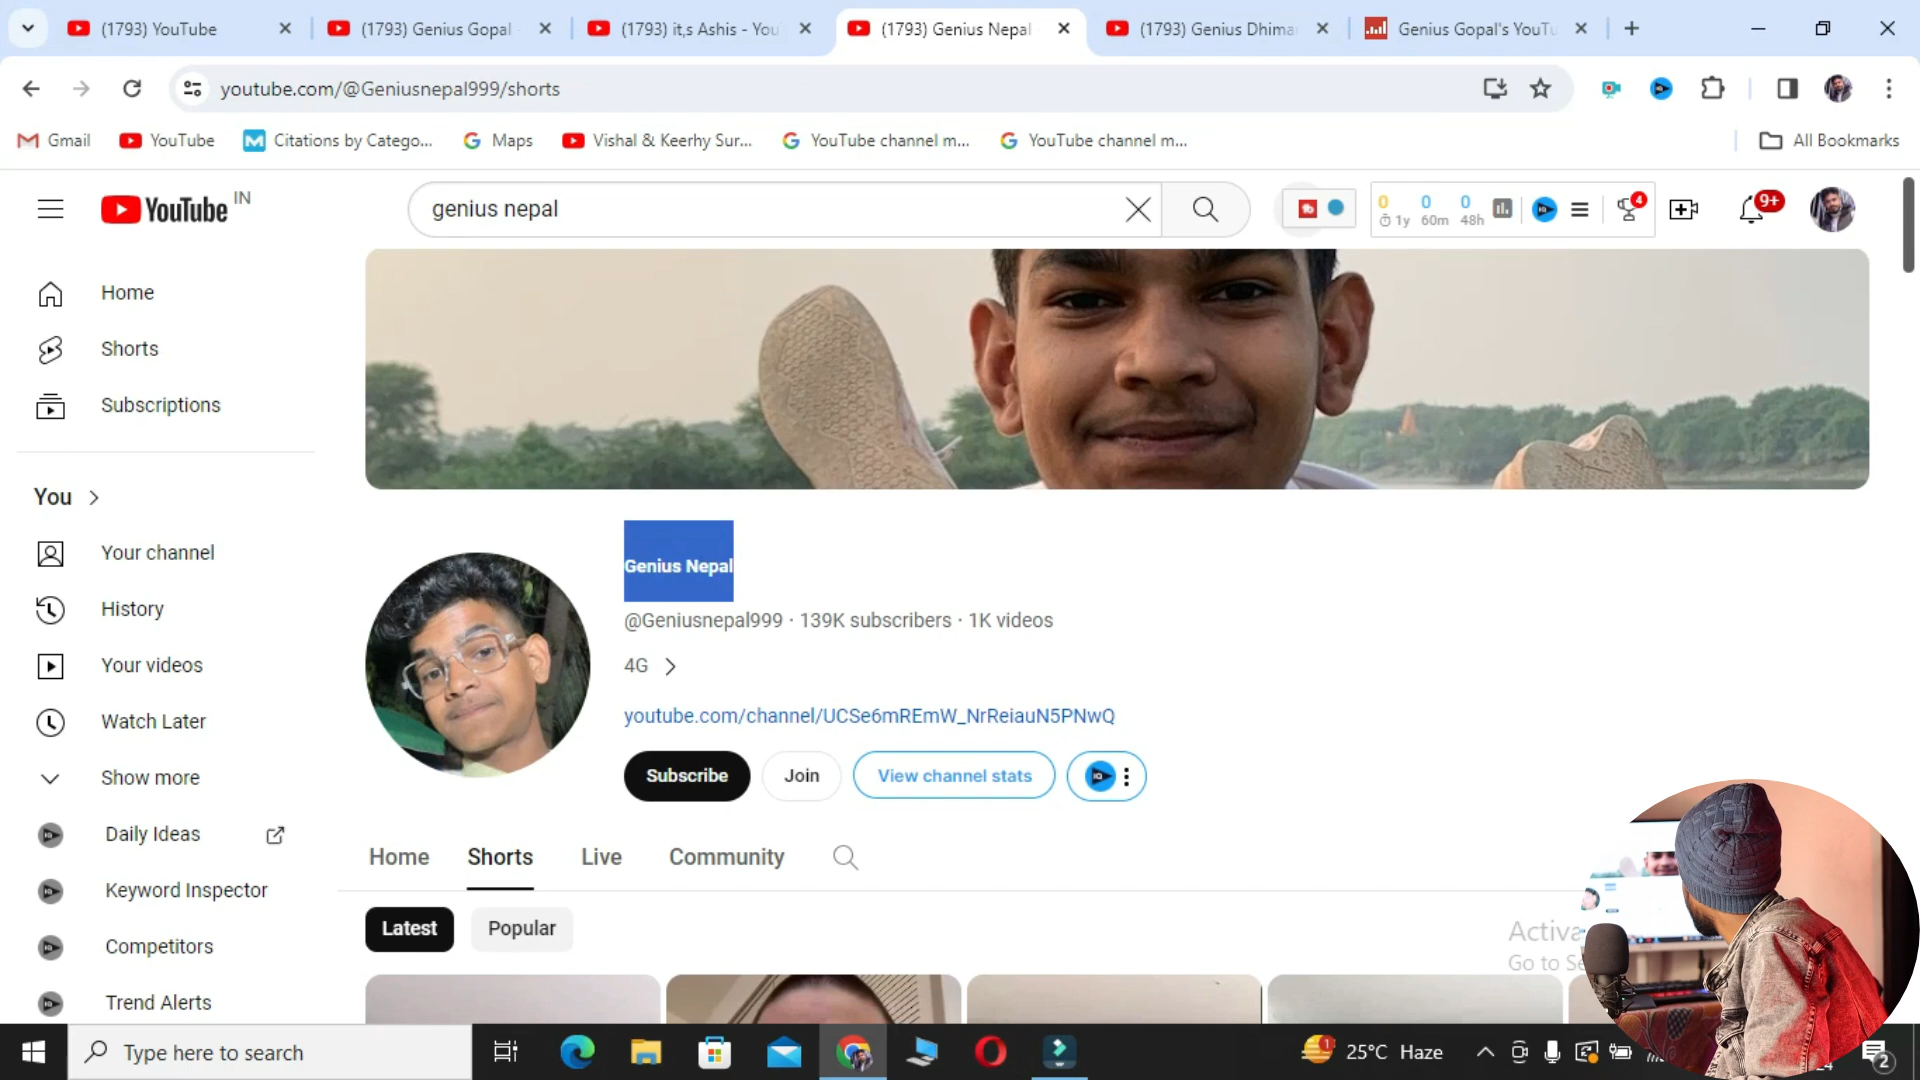 (1793) YouTube
(1793) Genius Gopal
(1793) it,s Ashis - You
(1793) Genius Nepal
(1793) Genius Dhima
Genius Gopal's YouTu
youtube.com/@Geniusnepal999/shorts
Gmail
YouTube
Citations by Catego...
Maps
Vishal & Keerhy Sur...
YouTube channel m...
YouTube channel m...
All Bookmarks
YouTube IN
genius nepal
0 0 0
1y 60m 48h
4
9+
Home
Shorts
Subscriptions
You
Your channel
History
Your videos
Watch Later
Show more
Daily Ideas
Keyword Inspector
Competitors
Trend Alerts
Genius Nepal
@Geniusnepal999 · 139K subscribers · 1K videos
4G
youtube.com/channel/UCSe6mREmW_NrReiauN5PNwQ
Subscribe
Join
View channel stats
Home
Shorts
Live
Community
Latest
Popular
Activa
Go to Se
Type here to search
1
25°C Haze
2